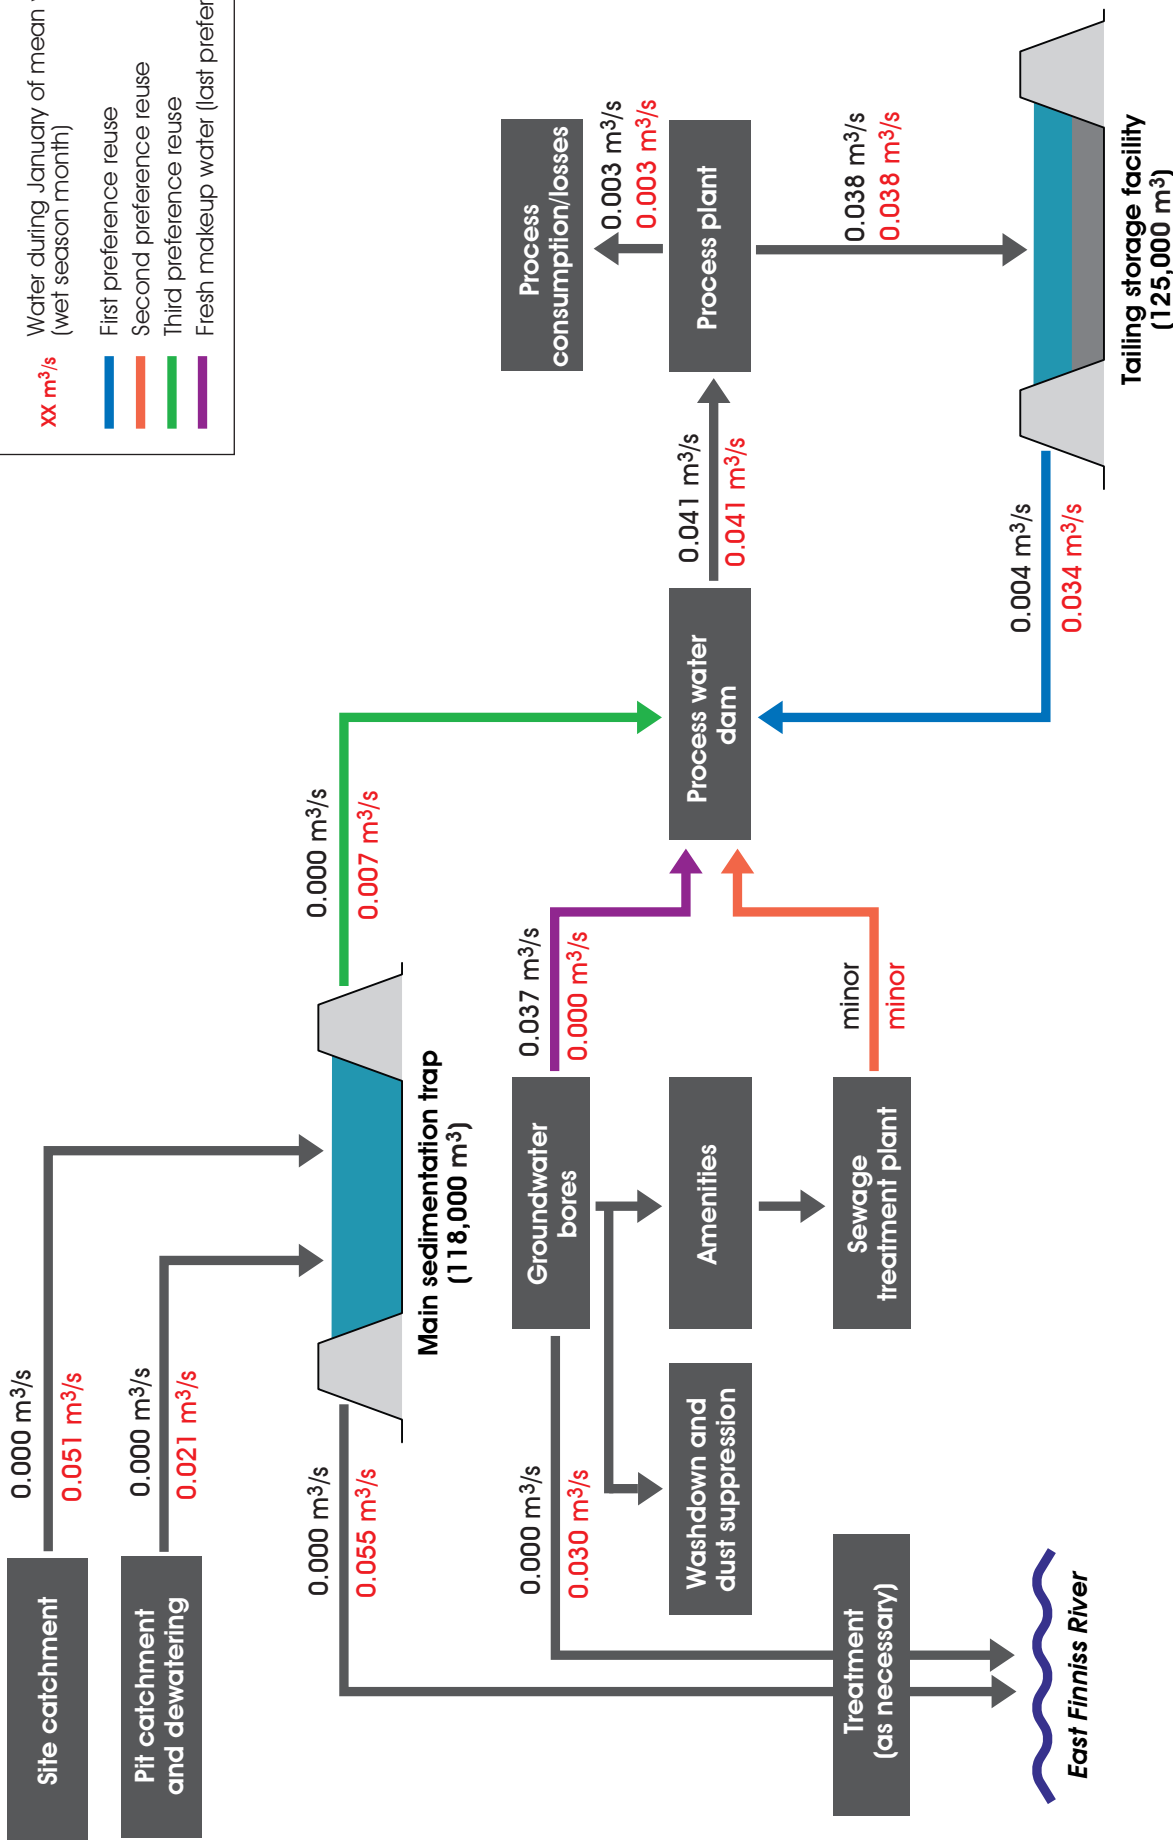 XX m³/s
Water during January of mean
(wet season month)
First preference reuse
Second preference reuse
Third preference reuse
Fresh makeup water (last prefer
Site catchment
0.000 m³/s
0.051 m³/s
Pit catchment
and dewatering
0.000 m³/s
0.021 m³/s
0.000 m³/s
0.055 m³/s
Main sedimentation trap
(118,000 m³)
0.000 m³/s
0.007 m³/s
Groundwater
bores
0.000 m³/s
0.030 m³/s
0.037 m³/s
0.000 m³/s
Washdown and
dust suppression
Amenities
Sewage
treatment plant
minor
minor
Treatment
(as necessary)
East Finniss River
Process water
dam
0.041 m³/s
0.041 m³/s
Process plant
0.003 m³/s
0.003 m³/s
Process
consumption/losses
0.038 m³/s
0.038 m³/s
0.004 m³/s
0.034 m³/s
Tailing storage facility
(125,000 m³)